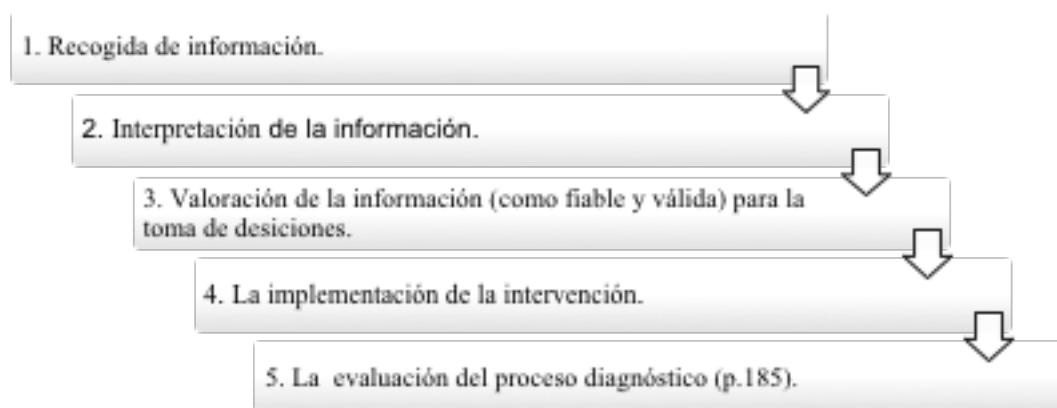 1. Recogida de información.
2. Interpretación de la información.
3. Valoración de la información (como fiable y válida) para la
toma de desiciones.
4. La implementación de la intervención.
5. La evaluación del proceso diagnóstico (p.185).